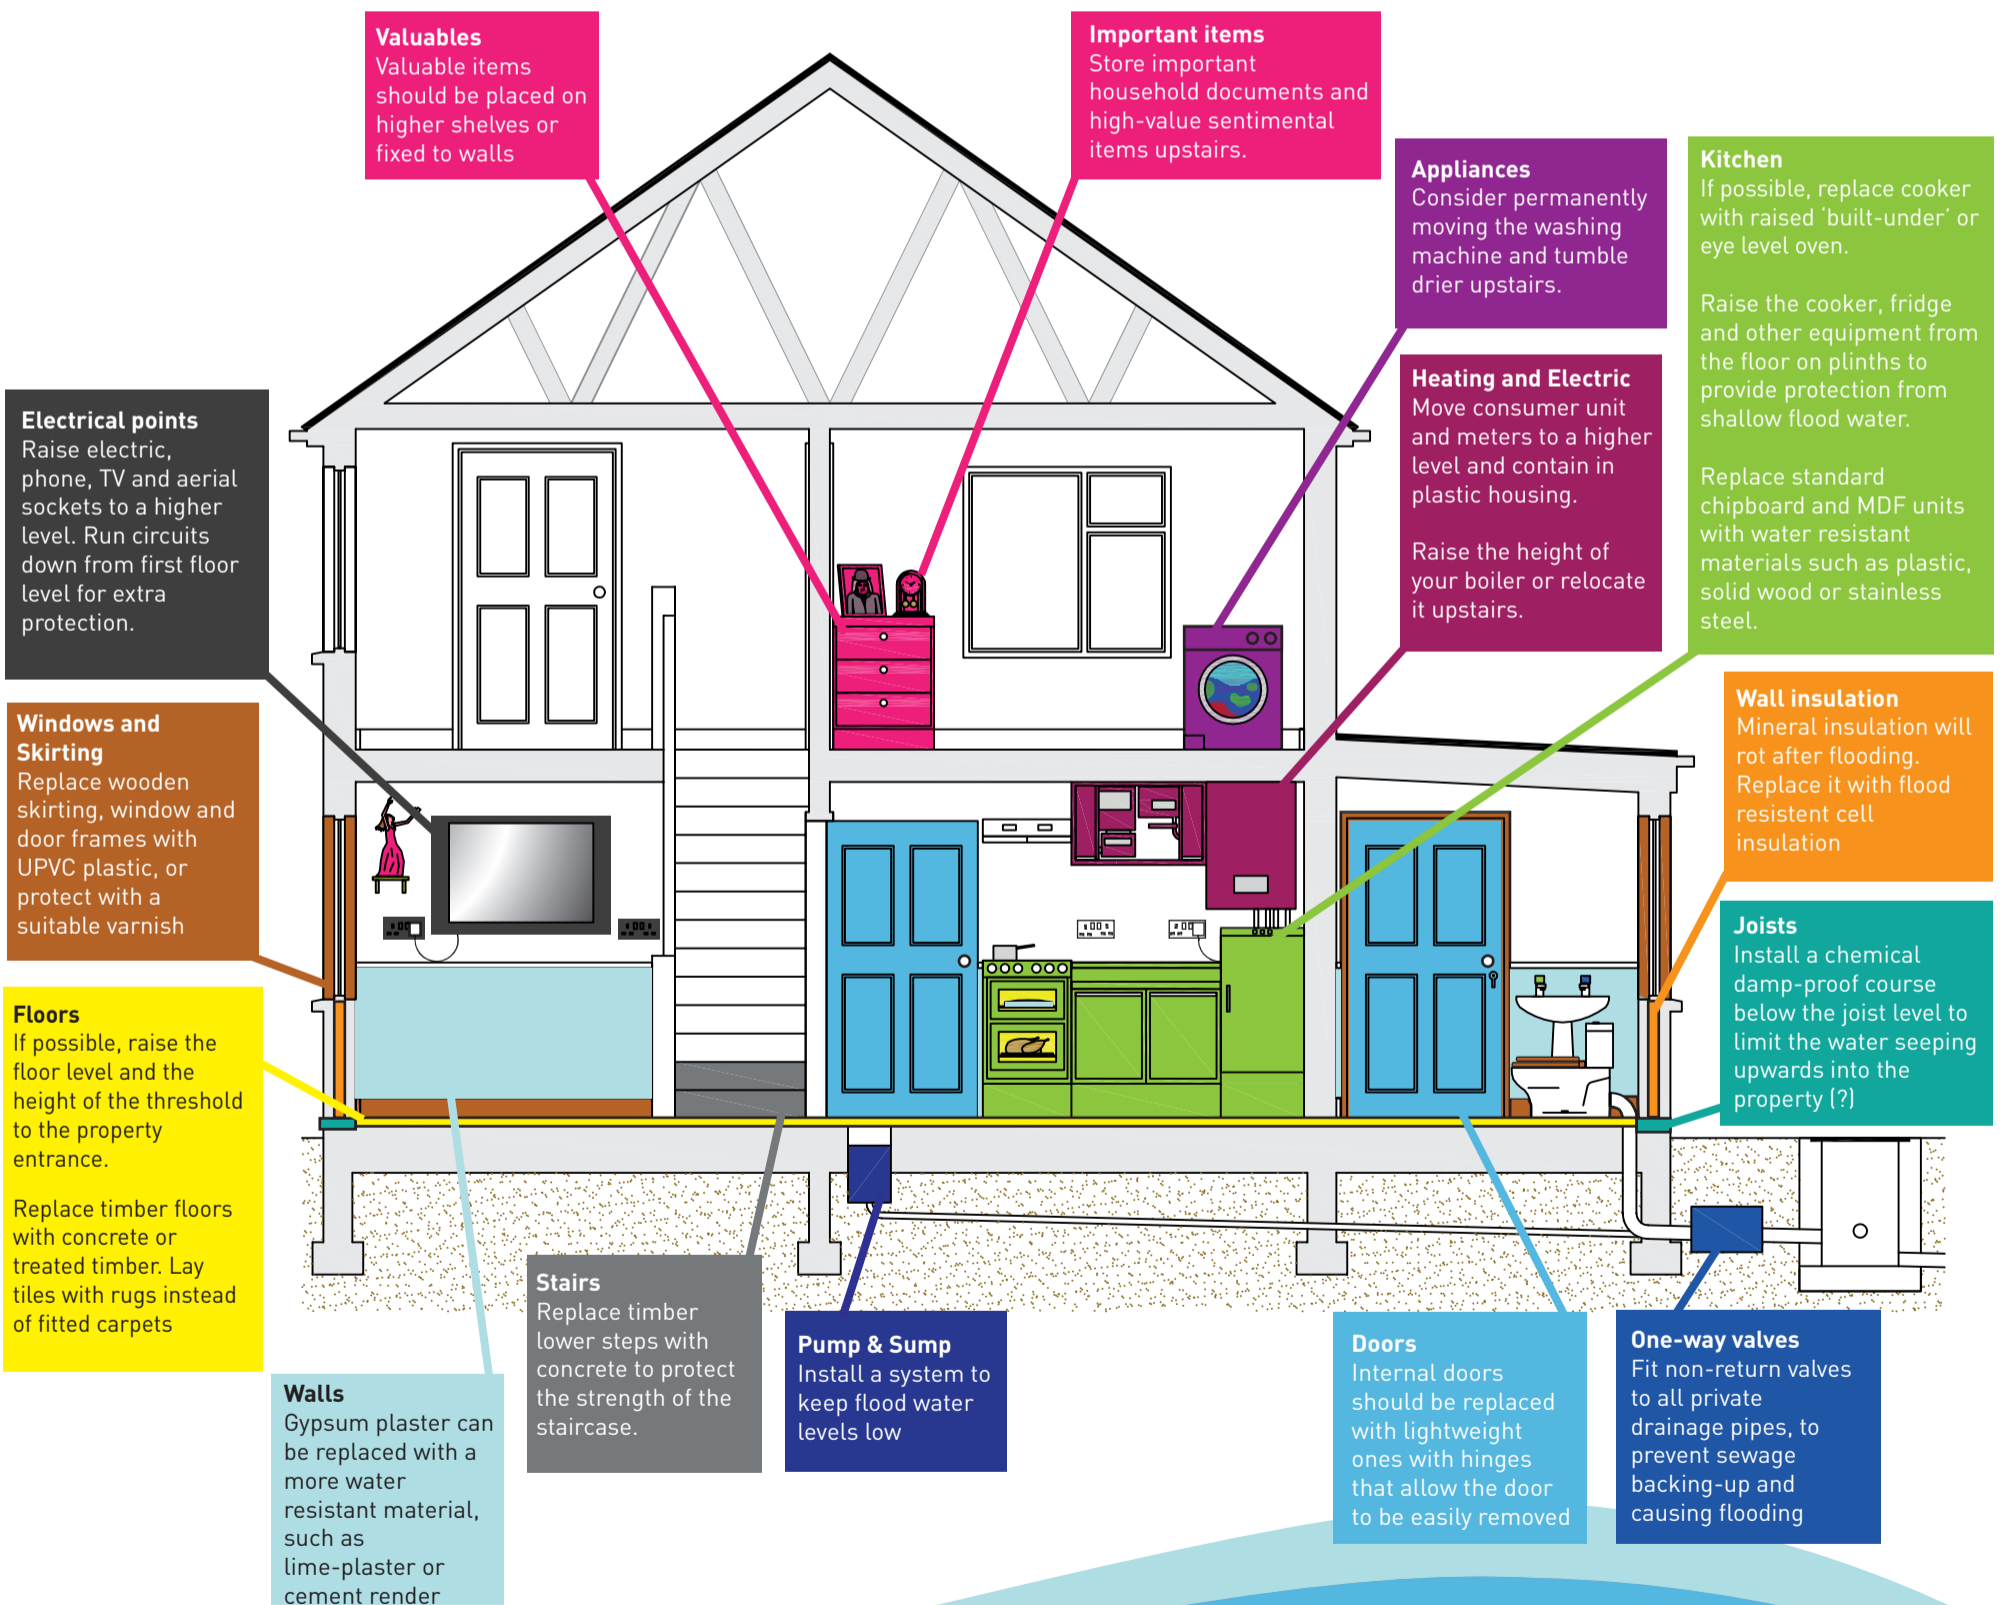 Valuables
Valuable items
should be placed on
higher shelves or
fixed to walls
Important items
Store important
household documents and
high-value sentimental
items upstairs.
Appliances
Consider permanently
moving the washing
machine and tumble
drier upstairs.
Kitchen
If possible, replace cooker
with raised ‘built-under’ or
eye level oven.
Raise the cooker, fridge
and other equipment from
the floor on plinths to
provide protection from
shallow flood water.
Replace standard
chipboard and MDF units
with water resistant
materials such as plastic,
solid wood or stainless
steel.
Heating and Electric
Move consumer unit
and meters to a higher
level and contain in
plastic housing.
Raise the height of
your boiler or relocate
it upstairs.
Electrical points
Raise electric,
phone, TV and aerial
sockets to a higher
level. Run circuits
down from first floor
level for extra
protection.
Windows and
Skirting
Replace wooden
skirting, window and
door frames with
UPVC plastic, or
protect with a
suitable varnish
Wall insulation
Mineral insulation will
rot after flooding.
Replace it with flood
resistent cell
insulation
Joists
Install a chemical
damp-proof course
below the joist level to
limit the water seeping
upwards into the
property (?)
Floors
If possible, raise the
floor level and the
height of the threshold
to the property
entrance.
Replace timber floors
with concrete or
treated timber. Lay
tiles with rugs instead
of fitted carpets
Walls
Gypsum plaster can
be replaced with a
more water
resistant material,
such as
lime-plaster or
cement render
Stairs
Replace timber
lower steps with
concrete to protect
the strength of the
staircase.
Pump & Sump
Install a system to
keep flood water
levels low
Doors
Internal doors
should be replaced
with lightweight
ones with hinges
that allow the door
to be easily removed
One-way valves
Fit non-return valves
to all private
drainage pipes, to
prevent sewage
backing-up and
causing flooding